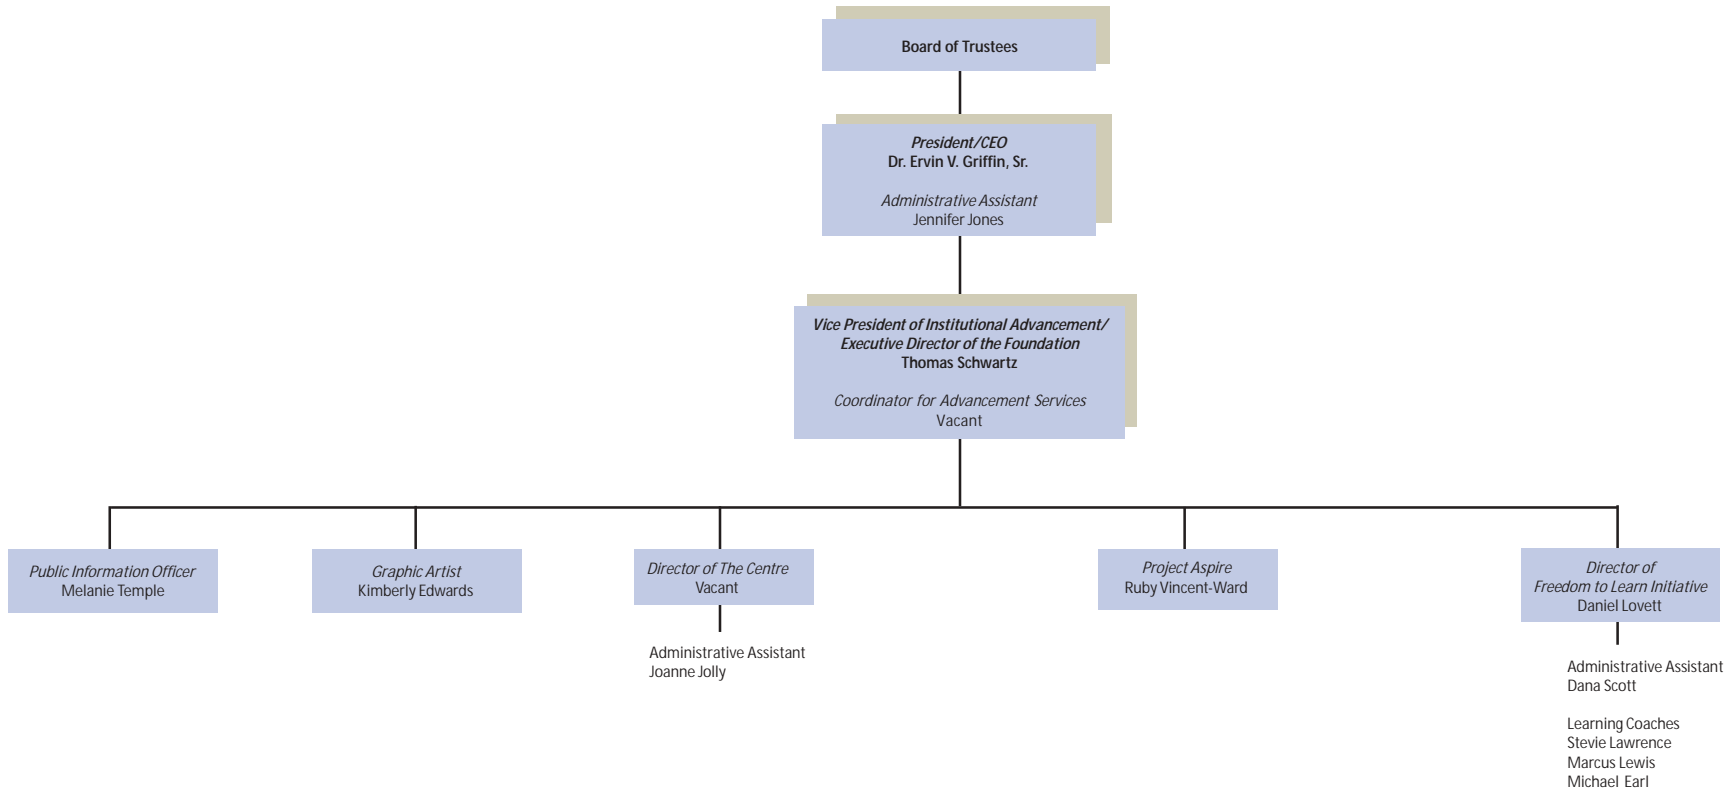 Board of Trustees
President/CEO
Dr. Ervin V. Griffin, Sr.
Administrative Assistant
Jennifer Jones
Vice President of Institutional Advancement/
Executive Director of the Foundation
Thomas Schwartz
Coordinator for Advancement Services
Vacant
Public Information Officer
Melanie Temple
Graphic Artist
Kimberly Edwards
Director of The Centre
Vacant
Administrative Assistant
Joanne Jolly
Project Aspire
Ruby Vincent-Ward
Director of
Freedom to Learn Initiative
Daniel Lovett
Administrative Assistant
Dana Scott
Learning Coaches
Stevie Lawrence
Marcus Lewis
Michael Earl